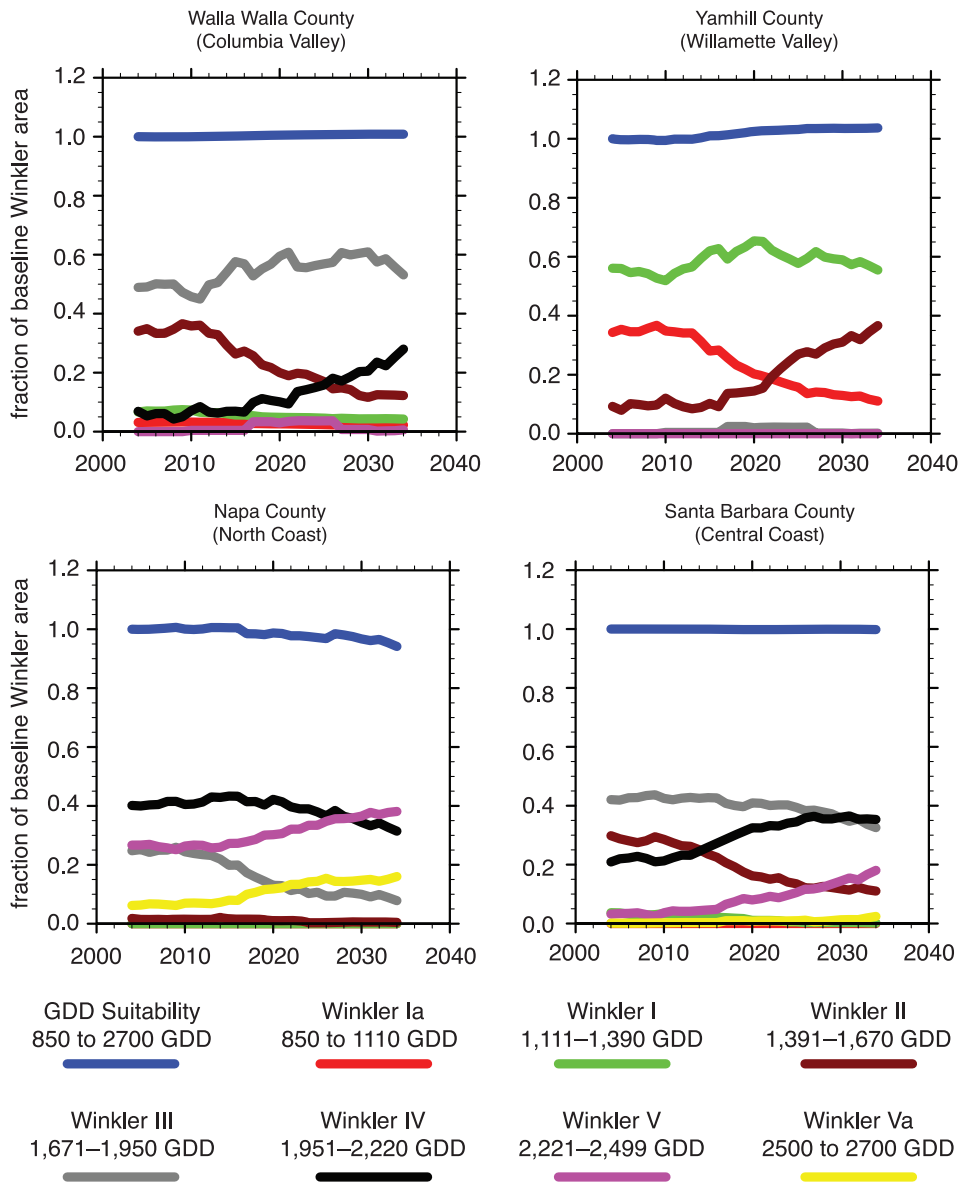 Walla Walla County
(Columbia Valley)
Yamhill County
(Willamette Valley)
fraction of baseline Winkler area
1.2
1.0
0.8
0.6
0.4
0.2
0.0
2000 2010 2020 2030 2040
1.2
1.0
0.8
0.6
0.4
0.2
0.0
2000 2010 2020 2030 2040
Napa County
(North Coast)
Santa Barbara County
(Central Coast)
fraction of baseline Winkler area
1.2
1.0
0.8
0.6
0.4
0.2
0.0
2000 2010 2020 2030 2040
1.2
1.0
0.8
0.6
0.4
0.2
0.0
2000 2010 2020 2030 2040
GDD Suitability
850 to 2700 GDD
Winkler Ia
850 to 1110 GDD
Winkler I
1,111–1,390 GDD
Winkler II
1,391–1,670 GDD
Winkler III
1,671–1,950 GDD
Winkler IV
1,951–2,220 GDD
Winkler V
2,221–2,499 GDD
Winkler Va
2500 to 2700 GDD